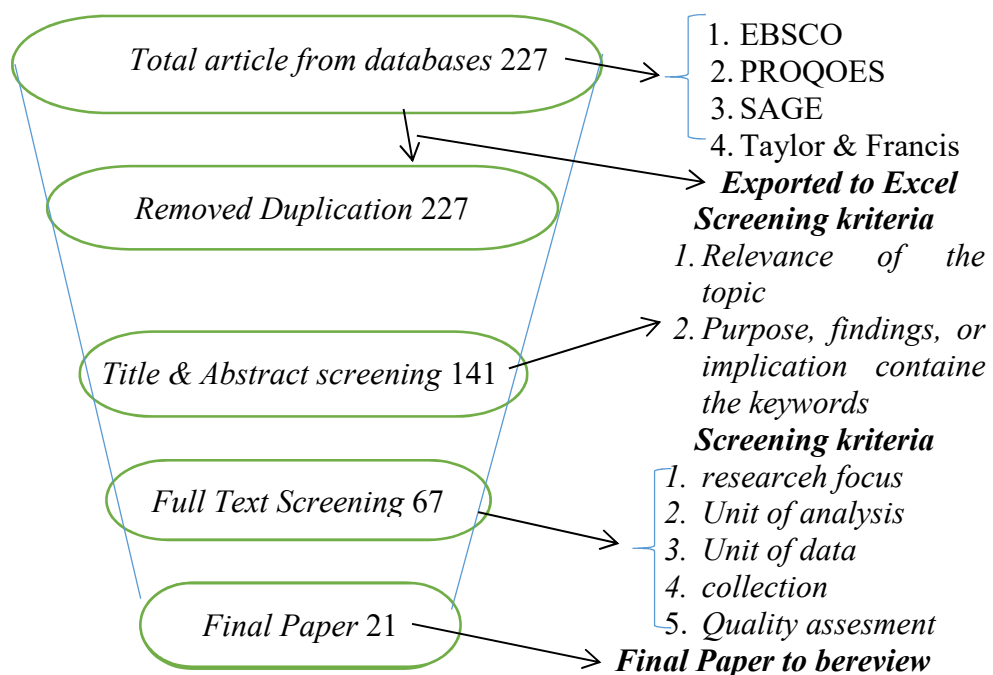 Total article from databases 227
1. EBSCO
2. PROQOES
3. SAGE
4. Taylor & Francis
Exported to Excel
Removed Duplication 227
Screening kriteria
1. Relevance of the
topic
2. Purpose, findings, or
implication containe
the keywords
Title & Abstract screening 141
Screening kriteria
1. researceh focus
2. Unit of analysis
3. Unit of data
4. collection
5. Quality assesment
Full Text Screening 67
Final Paper 21
Final Paper to bereview